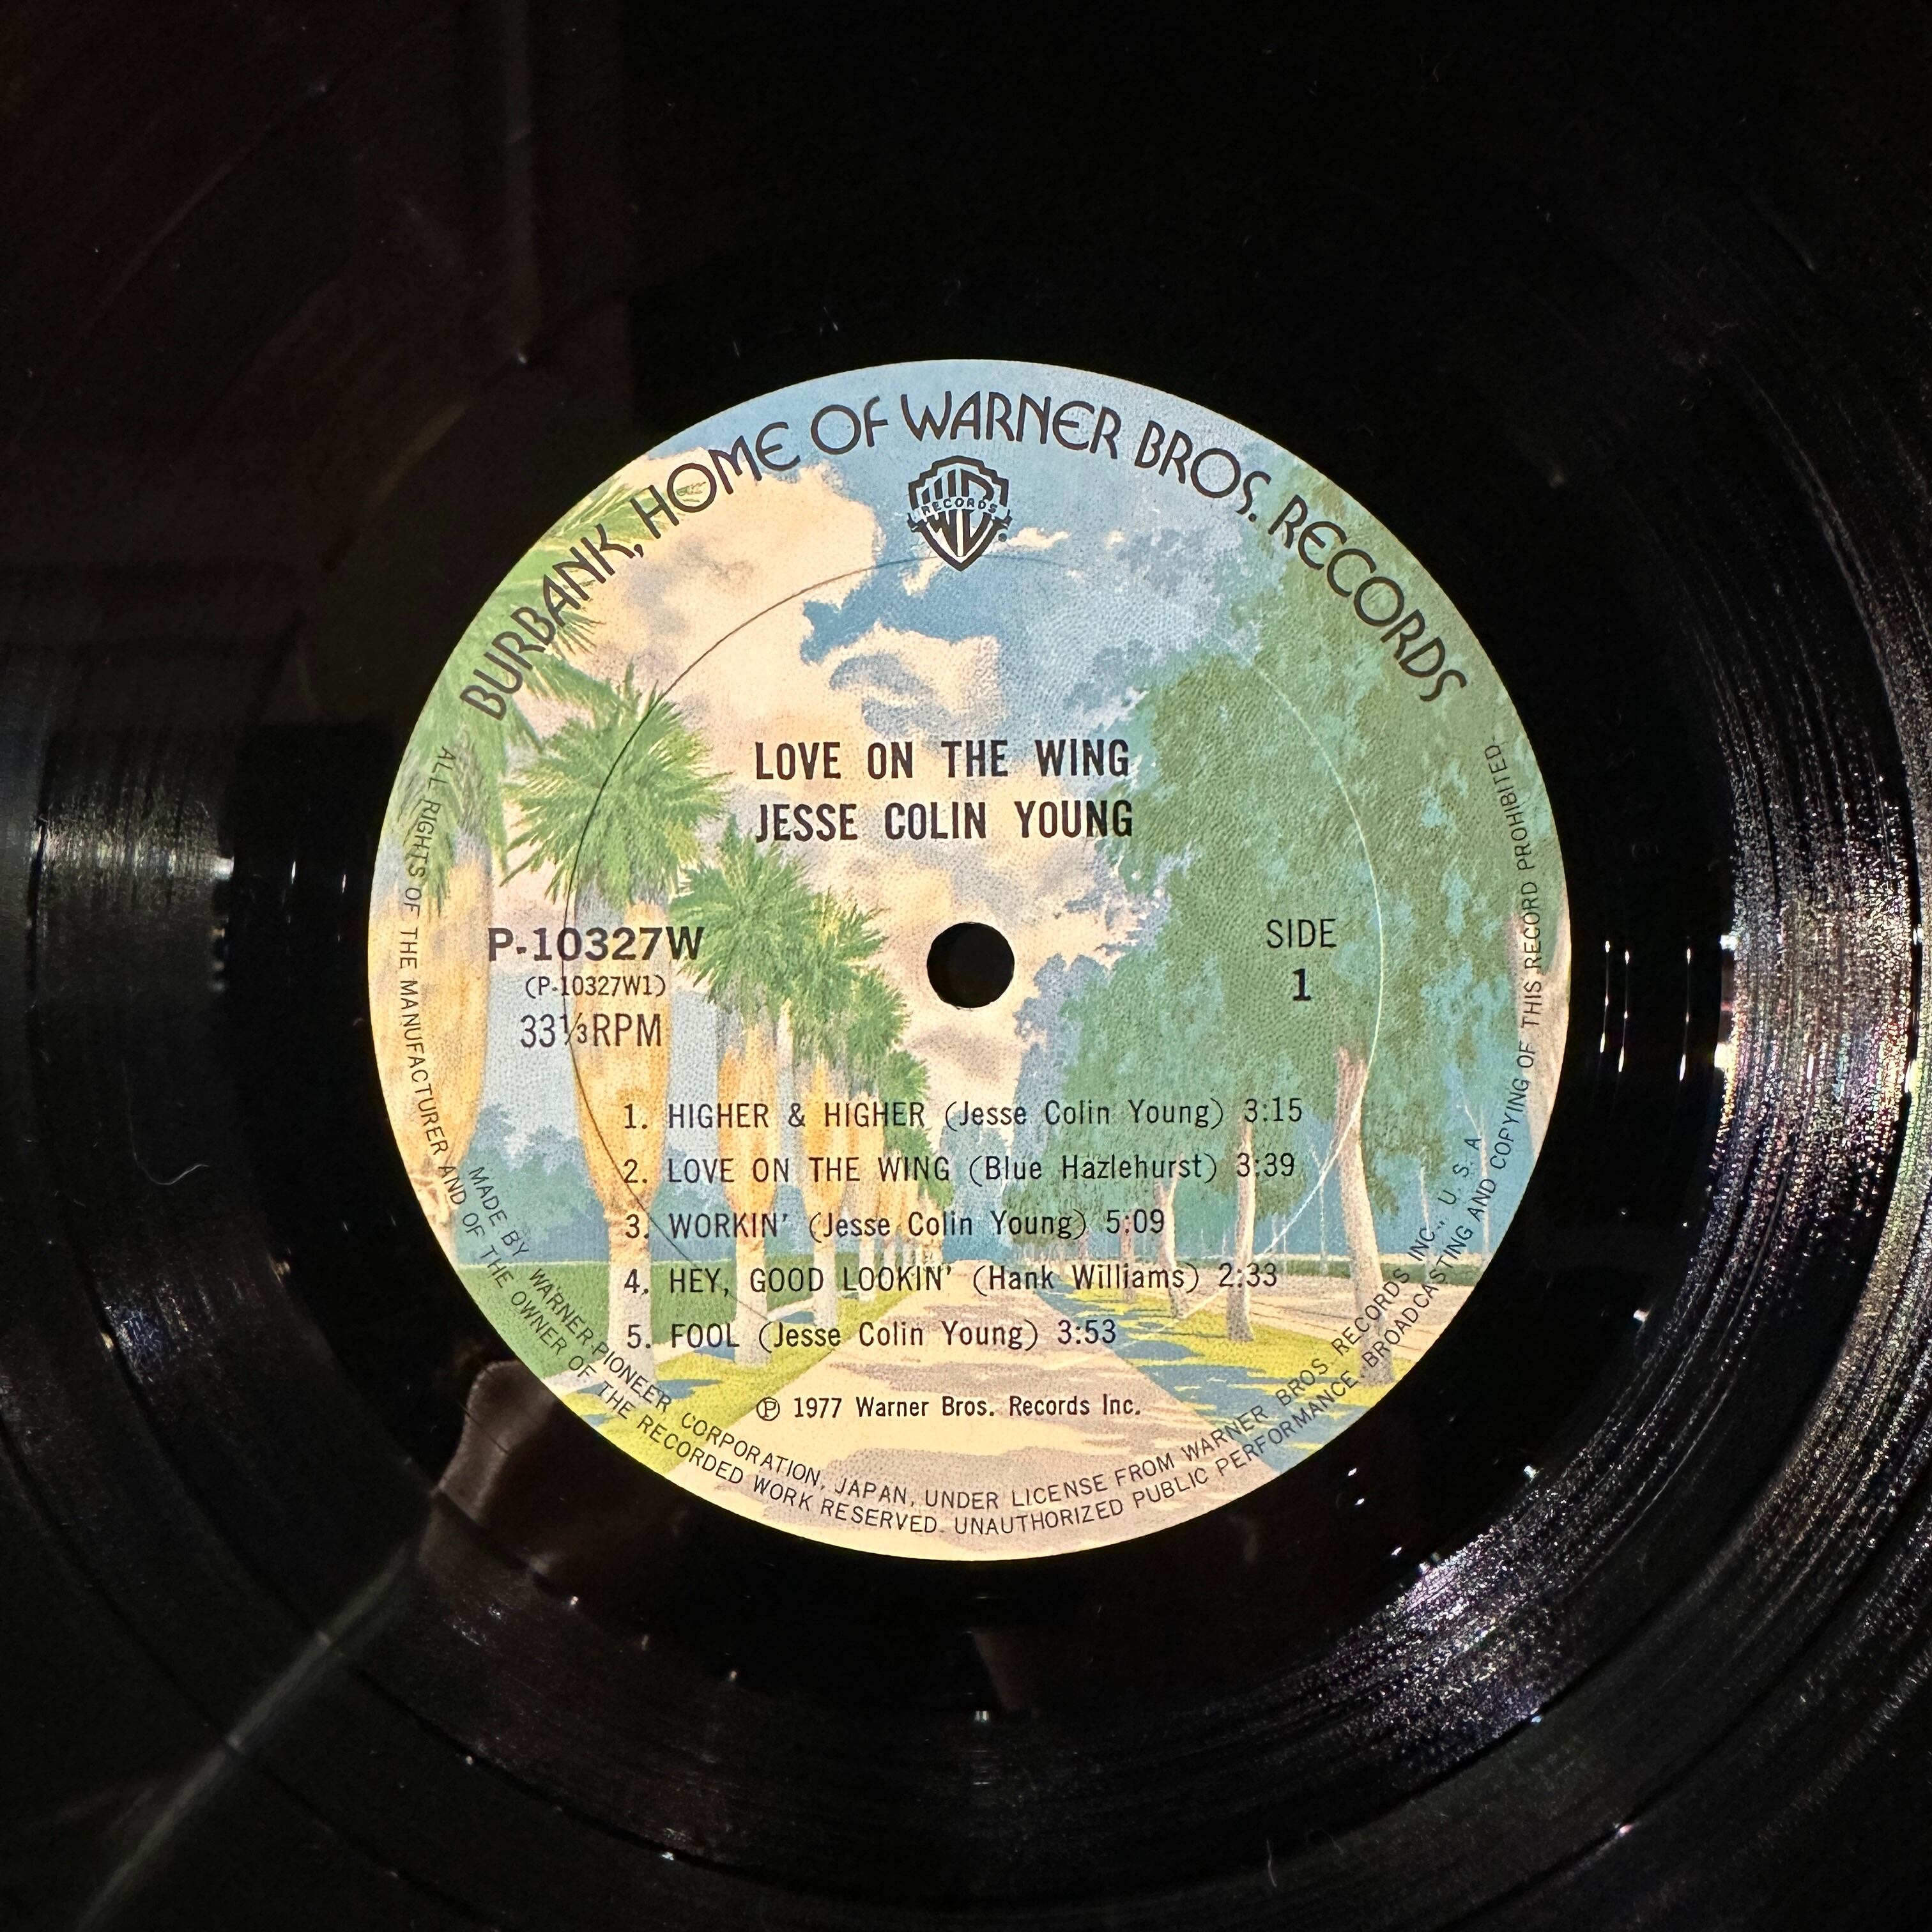 BURBANK, HOME OF WARNER BROS. RECORDS
RECORDS
LOVE ON THE WING
JESSE COLIN YOUNG
P-10327W
(P-10327W1)
33⅓RPM
SIDE
1
1. HIGHER & HIGHER (Jesse Colin Young) 3:15
2. LOVE ON THE WING (Blue Hazlehurst) 3:39
3. WORKIN' (Jesse Colin Young) 5:09
4. HEY, GOOD LOOKIN' (Hank Williams) 2:33
5. FOOL (Jesse Colin Young) 3:53
Ⓟ 1977 Warner Bros. Records Inc.
MADE BY WARNER-PIONEER CORPORATION, JAPAN, UNDER LICENSE FROM WARNER BROS. RECORDS INC., U. S. A
ALL RIGHTS OF THE MANUFACTURER AND OF THE OWNER OF THE RECORDED WORK RESERVED. UNAUTHORIZED PUBLIC PERFORMANCE, BROADCASTING AND COPYING OF THIS RECORD PROHIBITED.